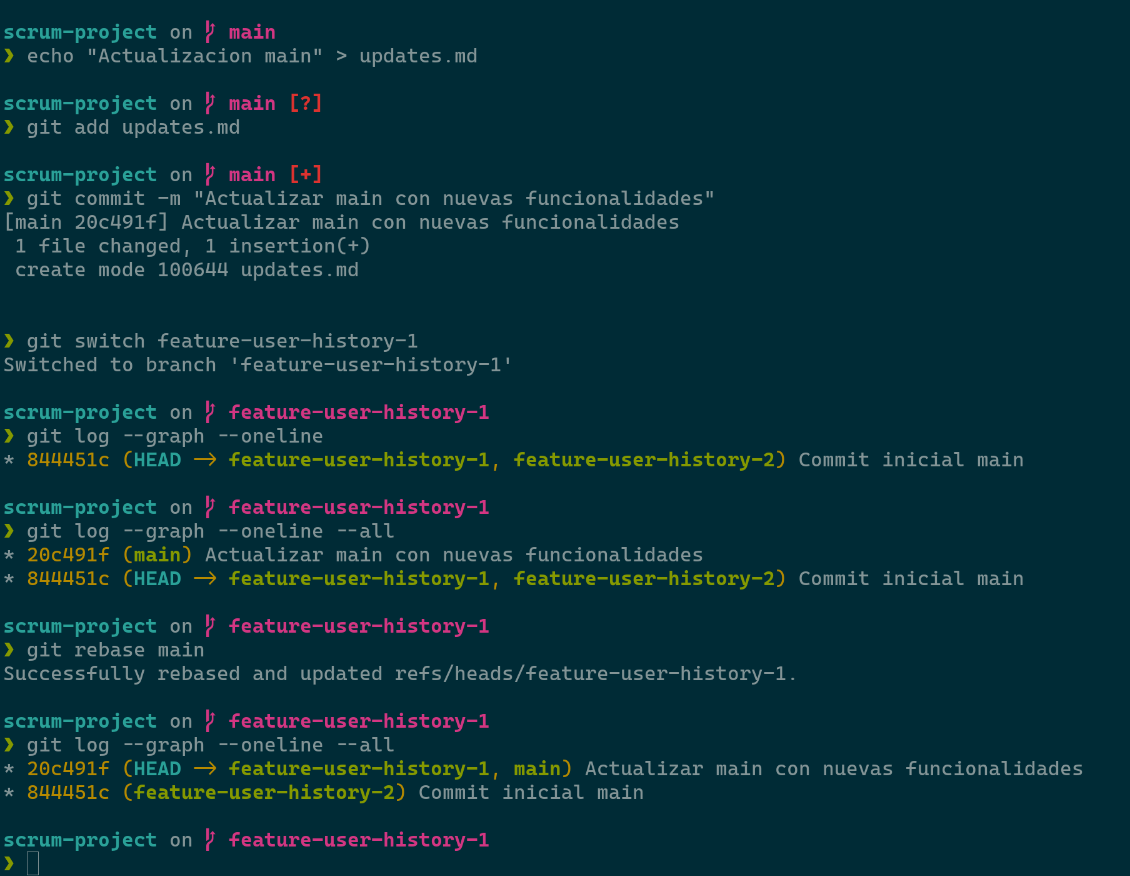 scrum-project on main
❯ echo "Actualizacion main" > updates.md
scrum-project on main [?]
❯ git add updates.md
scrum-project on main [+]
❯ git commit -m "Actualizar main con nuevas funcionalidades"
[main 20c491f] Actualizar main con nuevas funcionalidades
1 file changed, 1 insertion(+)
create mode 100644 updates.md
❯ git switch feature-user-history-1
Switched to branch 'feature-user-history-1'
scrum-project on feature-user-history-1
❯ git log --graph --oneline
* 844451c (HEAD -> feature-user-history-1, feature-user-history-2) Commit inicial main
scrum-project on feature-user-history-1
❯ git log --graph --oneline --all
* 20c491f (main) Actualizar main con nuevas funcionalidades
* 844451c (HEAD -> feature-user-history-1, feature-user-history-2) Commit inicial main
scrum-project on feature-user-history-1
❯ git rebase main
Successfully rebased and updated refs/heads/feature-user-history-1.
scrum-project on feature-user-history-1
❯ git log --graph --oneline --all
* 20c491f (HEAD -> feature-user-history-1, main) Actualizar main con nuevas funcionalidades
* 844451c (feature-user-history-2) Commit inicial main
scrum-project on feature-user-history-1
❯